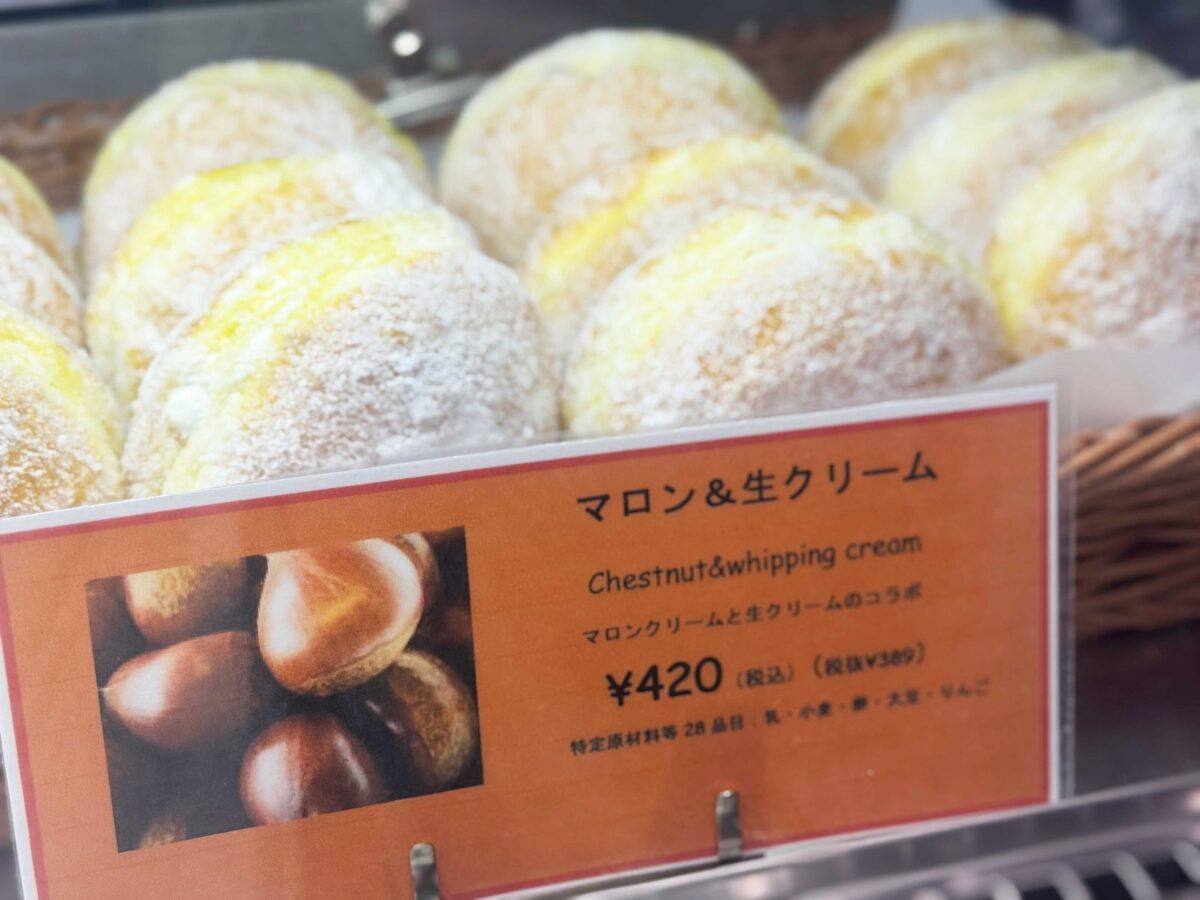 マロン＆生クリーム
Chestnut&whipping cream
マロンクリームと生クリームのコラボ
¥420（税込）（税抜¥389）
特定原材料等28品目：乳・小麦・卵・大豆・りんご